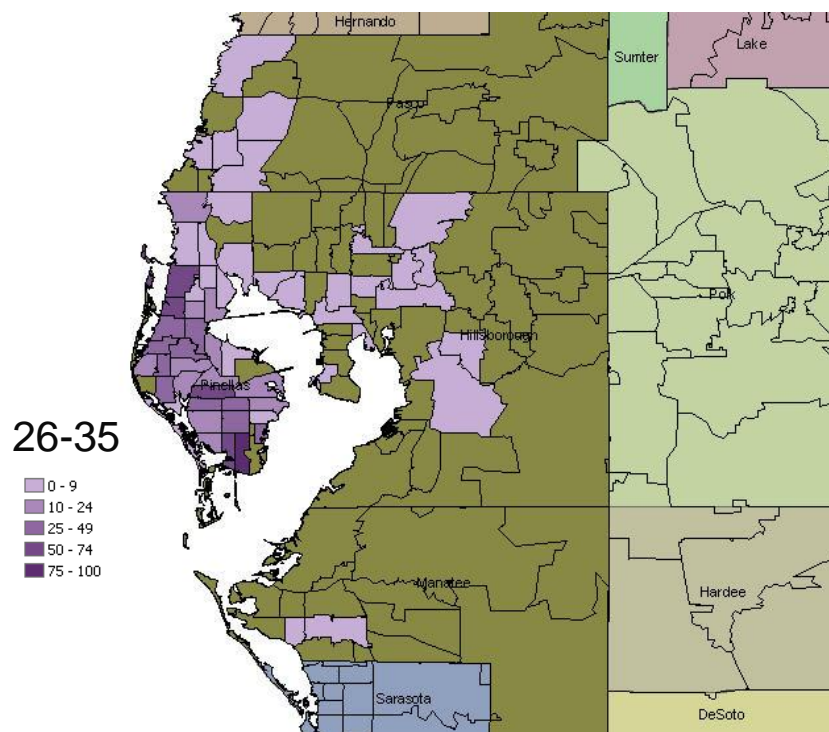 Hernando
Sumter
Lake
Pasco
Polk
Hillsborough
Pinellas
26-35
0 - 9
10 - 24
25 - 49
50 - 74
75 - 100
Manatee
Hardee
Sarasota
DeSoto